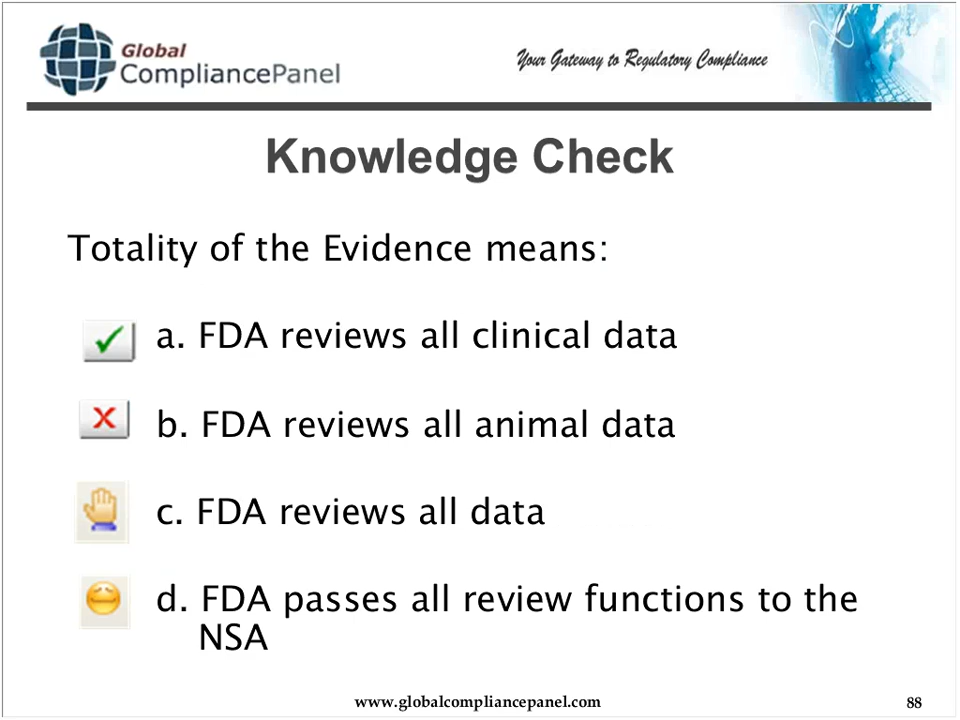 Global
CompliancePanel
Your Gateway to Regulatory Compliance
Knowledge Check
Totality of the Evidence means:
a. FDA reviews all clinical data
b. FDA reviews all animal data
c. FDA reviews all data
d. FDA passes all review functions to the
NSA
www.globalcompliancepanel.com
88